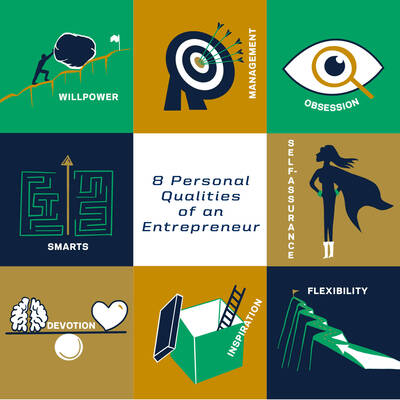 WILLPOWER
MANAGEMENT
OBSESSION
SMARTS
8 Personal
Qualities
of an
Entrepreneur
SELF-ASSURANCE
DEVOTION
INSPIRATION
FLEXIBILITY